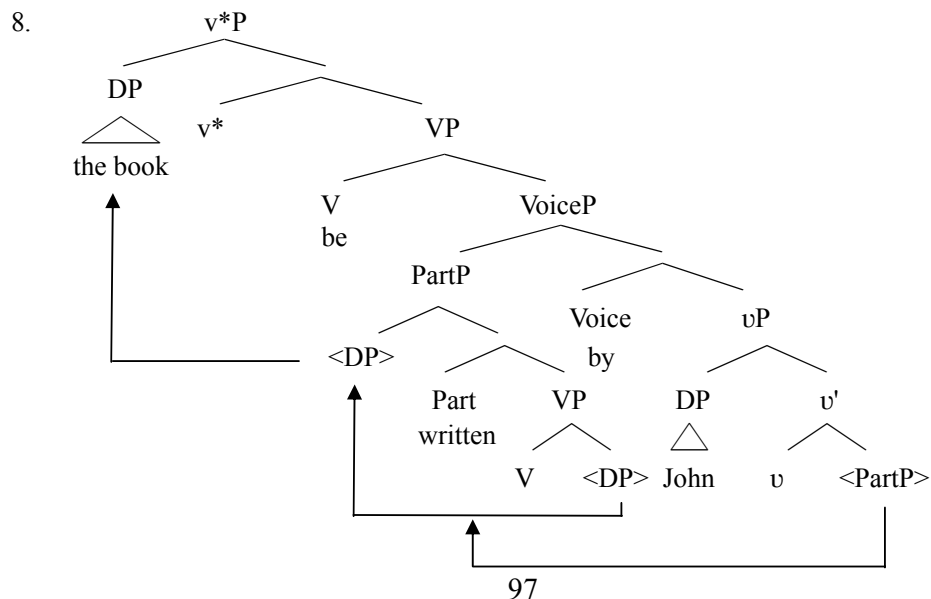 8.
v*P
DP
v*
VP
the book
V
VoiceP
be
PartP
Voice
υP
<DP>
by
Part
VP
DP
υ'
written
V
<DP>
John
υ
<PartP>
97